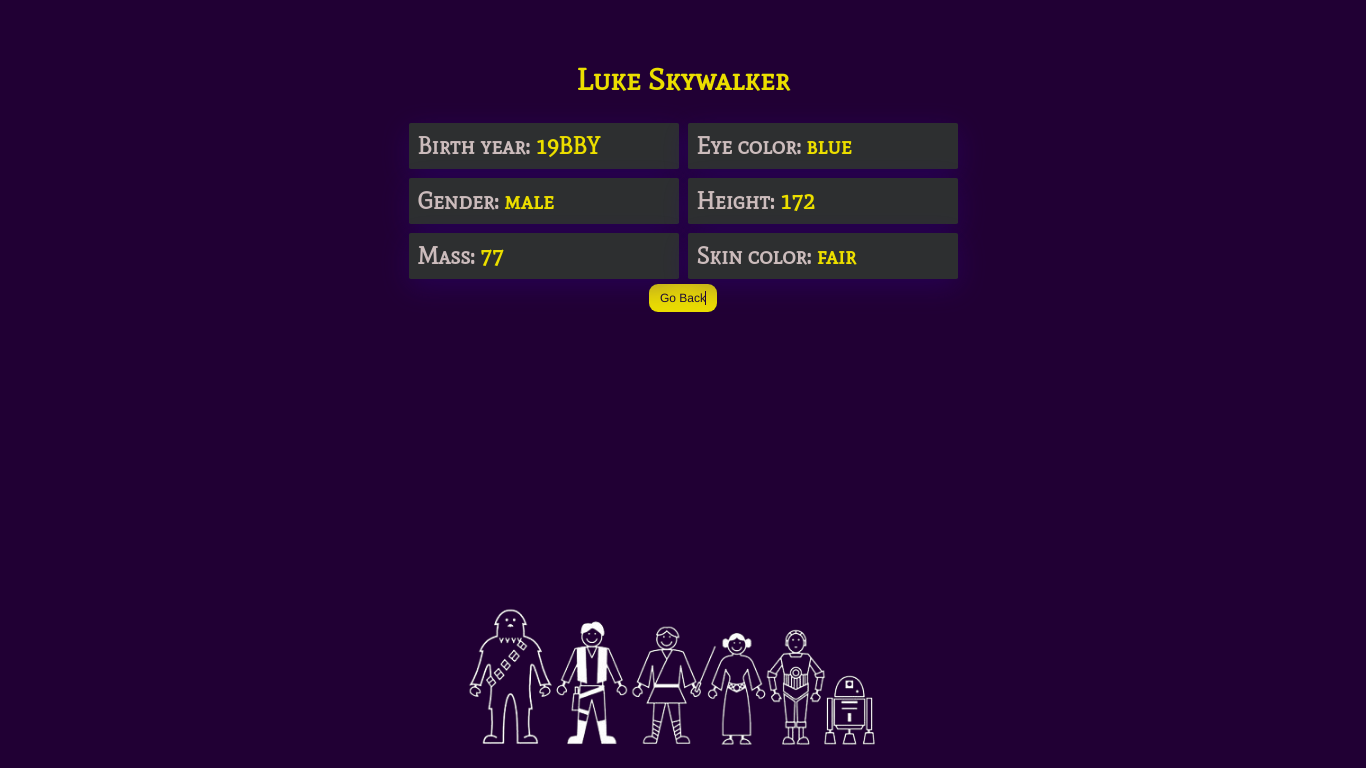 Luke Skywalker
Birth year: 19BBY
Eye color: blue
Gender: male
Height: 172
Mass: 77
Skin color: fair
Go Back